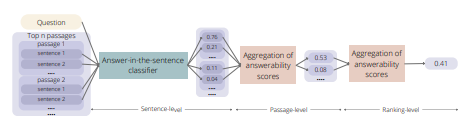 Question
Top n passages
passage 1
sentence 1
sentence 2
....
passage 2
sentence 1
sentence 2
....
....
Answer-in-the-sentence
classifier
0.76
0.21
....
0.11
0.04
....
....
Aggregation of
answerability
scores
0.53
0.08
....
Aggregation of
answerability
scores
0.41
Sentence-level
Passage-level
Ranking-level